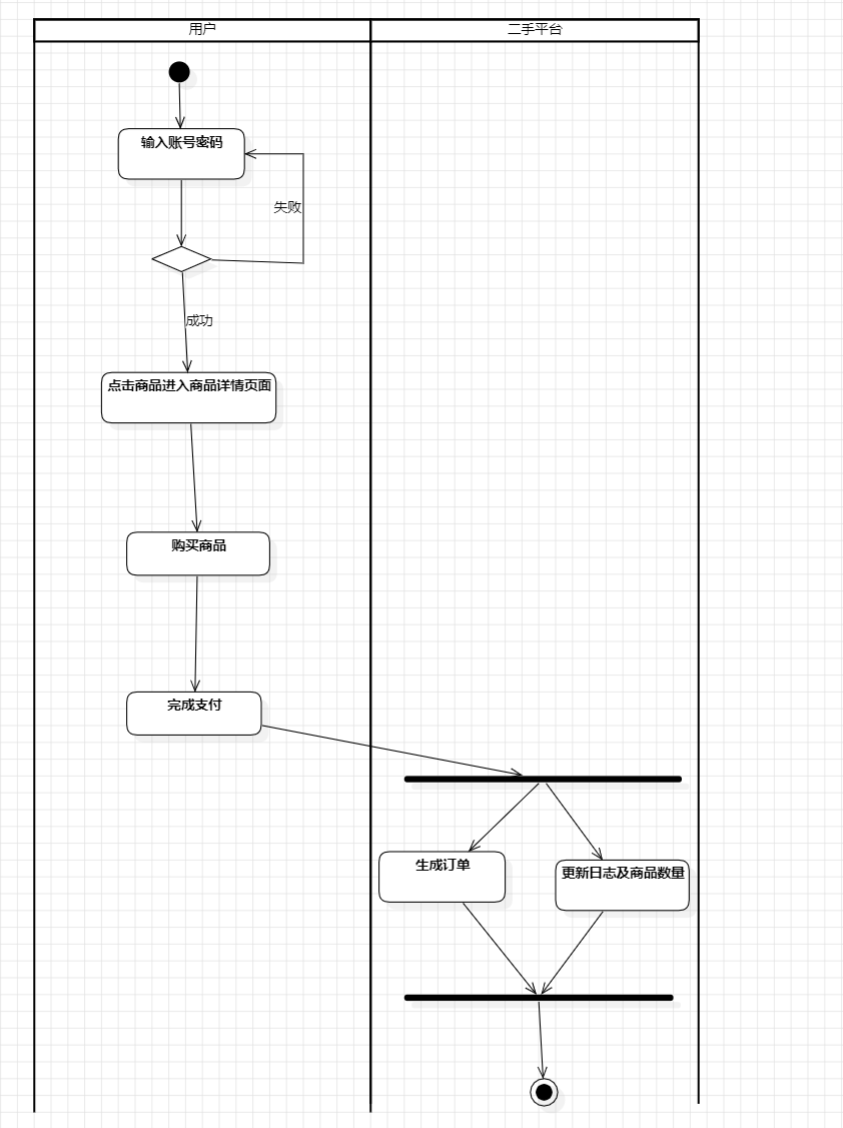 用户
二手平台
输入账号密码
失败
成功
点击商品进入商品详情页面
购买商品
完成支付
生成订单
更新日志及商品数量